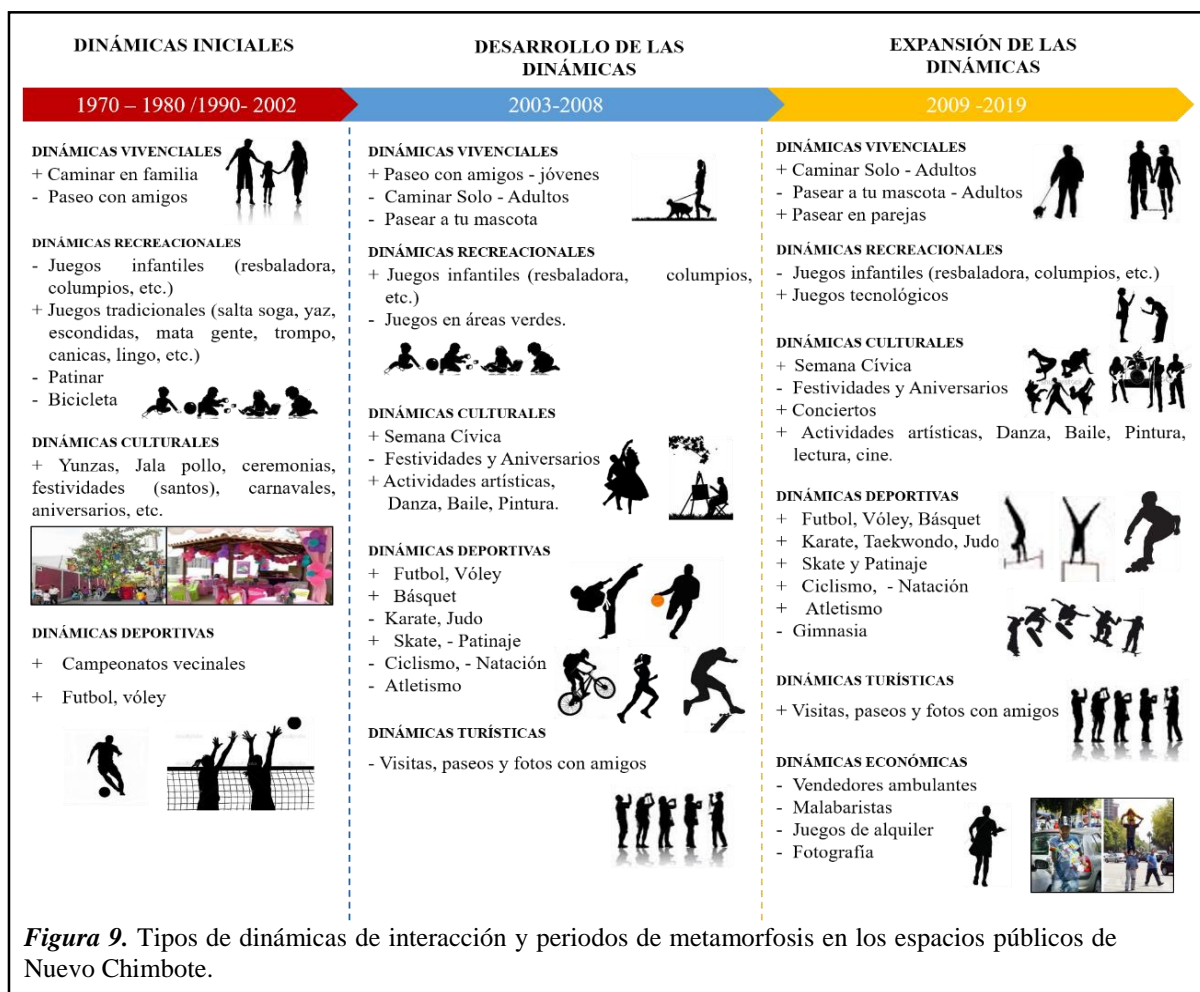 DINÁMICAS INICIALES
1970 – 1980 /1990- 2002
DINÁMICAS VIVENCIALES
+ Caminar en familia
- Paseo con amigos
DINÁMICAS RECREACIONALES
- Juegos infantiles (resbaladora,
columpios, etc.)
+ Juegos tradicionales (salta soga, yaz,
escondidas, mata gente, trompo,
canicas, lingo, etc.)
- Patinar
- Bicicleta
DINÁMICAS CULTURALES
+ Yunzas, Jala pollo, ceremonias,
festividades (santos), carnavales,
aniversarios, etc.
DINÁMICAS DEPORTIVAS
+ Campeonatos vecinales
+ Futbol, vóley
DESARROLLO DE LAS
DINÁMICAS
2003-2008
DINÁMICAS VIVENCIALES
+ Paseo con amigos - jóvenes
- Caminar Solo - Adultos
- Pasear a tu mascota
DINÁMICAS RECREACIONALES
+ Juegos infantiles (resbaladora, columpios,
etc.)
- Juegos en áreas verdes.
DINÁMICAS CULTURALES
+ Semana Cívica
- Festividades y Aniversarios
+ Actividades artísticas,
Danza, Baile, Pintura.
DINÁMICAS DEPORTIVAS
+ Futbol, Vóley
+ Básquet
- Karate, Judo
+ Skate, - Patinaje
- Ciclismo, - Natación
- Atletismo
DINÁMICAS TURÍSTICAS
- Visitas, paseos y fotos con amigos
EXPANSIÓN DE LAS
DINÁMICAS
2009 -2019
DINÁMICAS VIVENCIALES
+ Caminar Solo - Adultos
- Pasear a tu mascota - Adultos
+ Pasear en parejas
DINÁMICAS RECREACIONALES
- Juegos infantiles (resbaladora, columpios, etc.)
+ Juegos tecnológicos
DINÁMICAS CULTURALES
+ Semana Cívica
- Festividades y Aniversarios
+ Conciertos
+ Actividades artísticas, Danza, Baile, Pintura,
lectura, cine.
DINÁMICAS DEPORTIVAS
+ Futbol, Vóley, Básquet
+ Karate, Taekwondo, Judo
+ Skate y Patinaje
+ Ciclismo, - Natación
+ Atletismo
- Gimnasia
DINÁMICAS TURÍSTICAS
+ Visitas, paseos y fotos con amigos
DINÁMICAS ECONÓMICAS
- Vendedores ambulantes
- Malabaristas
- Juegos de alquiler
- Fotografía
Figura 9. Tipos de dinámicas de interacción y periodos de metamorfosis en los espacios públicos de
Nuevo Chimbote.